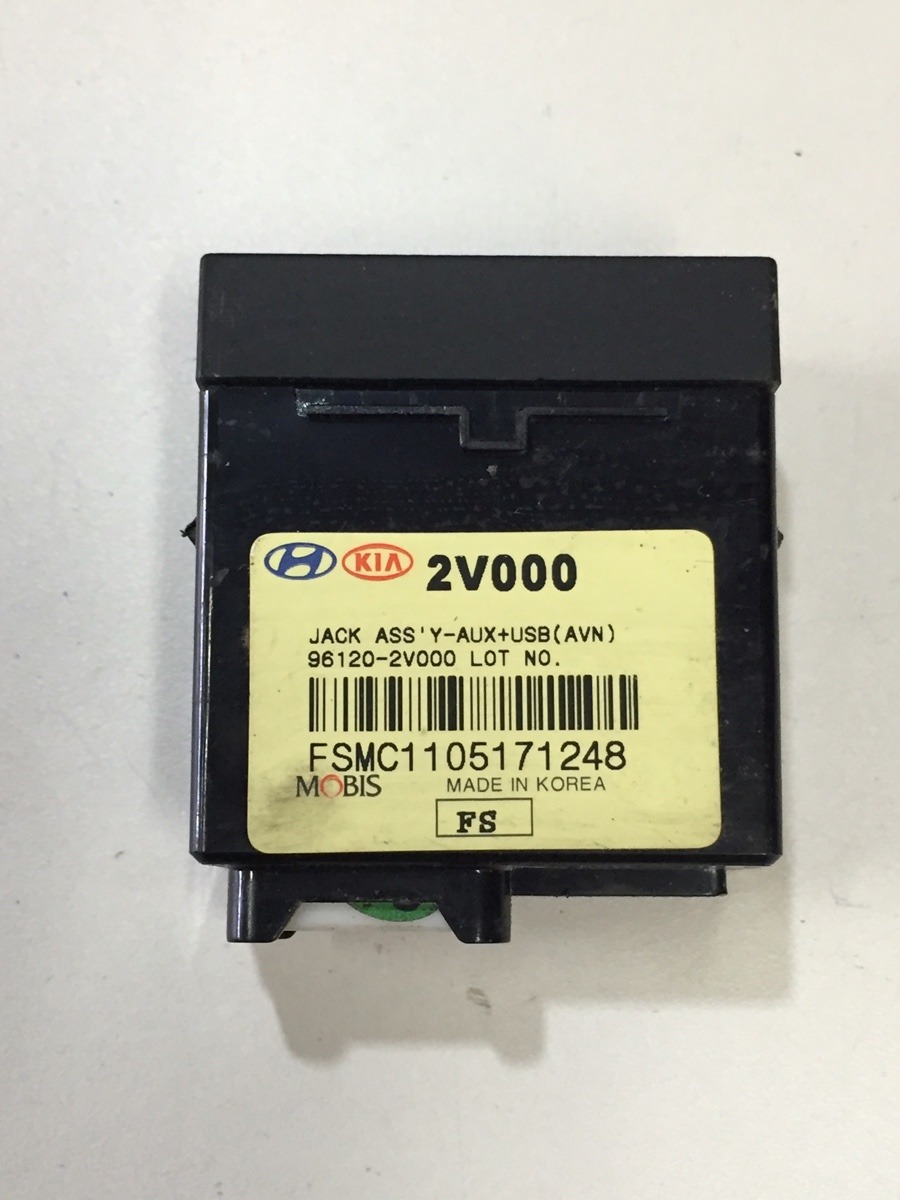 KIA 2V000
JACK ASS'Y-AUX+USB(AVN)
96120-2V000 LOT NO.
FSMC1105171248
MOBIS MADE IN KOREA
FS